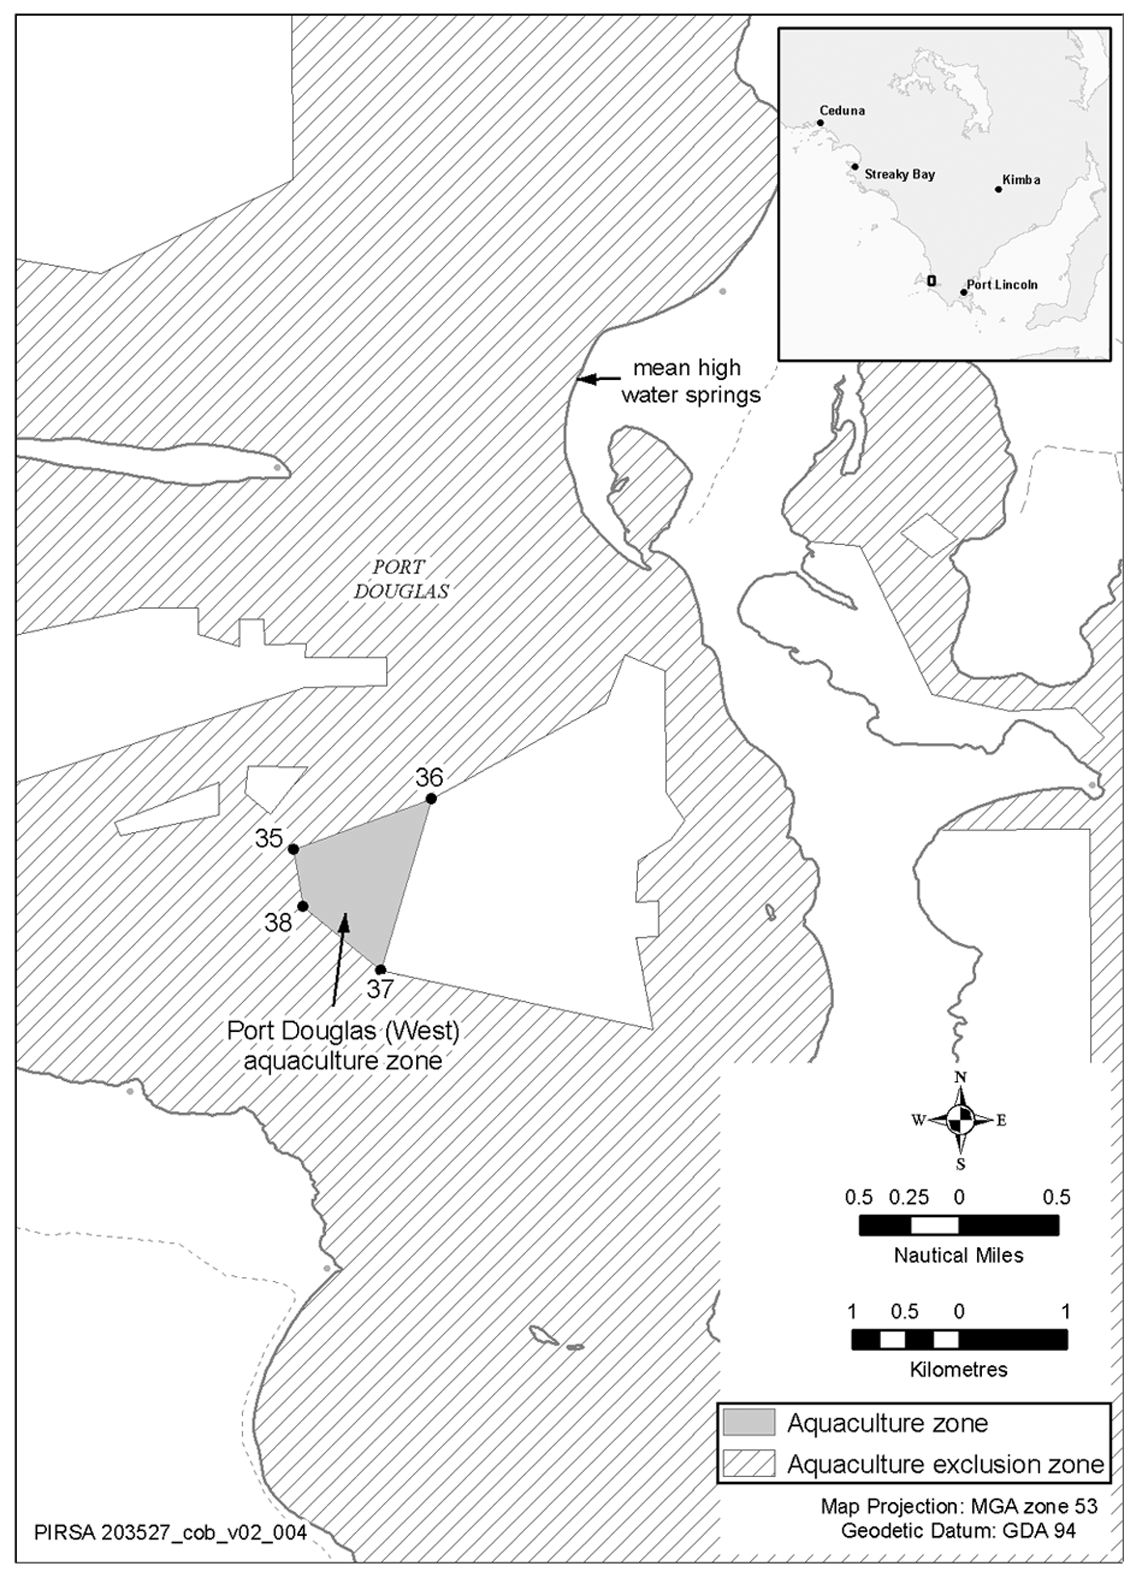 Ceduna
Streaky Bay
Kimba
Port Lincoln
mean high
water springs
PORT
DOUGLAS
36
35
38
37
Port Douglas (West)
aquaculture zone
N
W E
S
0.5 0.25 0 0.5
Nautical Miles
1 0.5 0 1
Kilometres
Aquaculture zone
Aquaculture exclusion zone
Map Projection: MGA zone 53
Geodetic Datum: GDA 94
PIRSA 203527_cob_v02_004